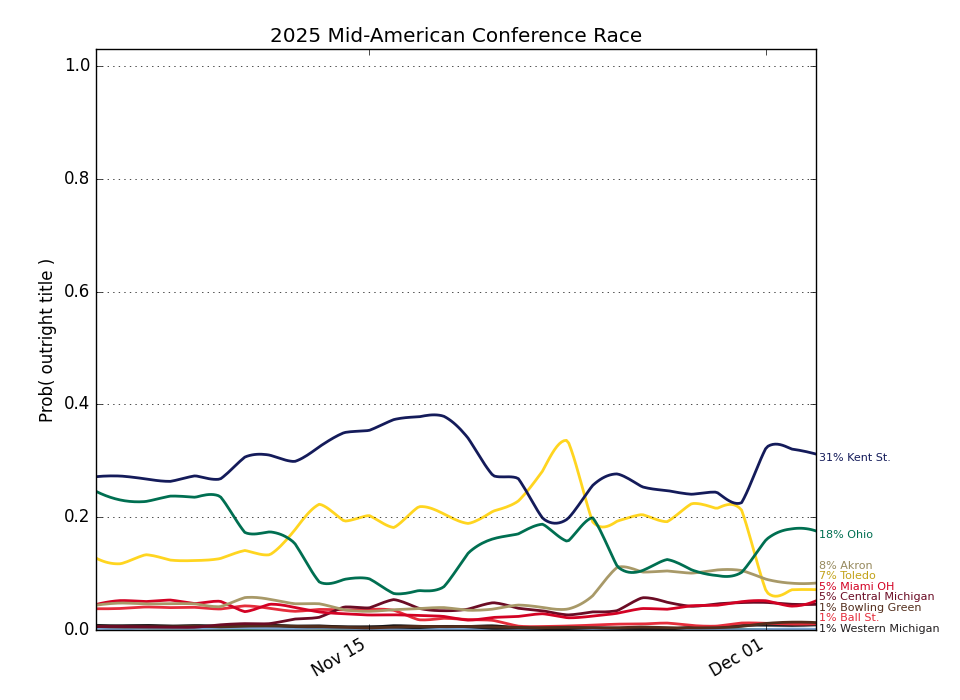 2025 Mid-American Conference Race
Prob( outright title )
1.0
0.8
0.6
0.4
0.2
0.0
Nov 15
Dec 01
31% Kent St.
18% Ohio
8% Akron
7% Toledo
5% Miami OH
5% Central Michigan
1% Bowling Green
1% Ball St.
1% Western Michigan